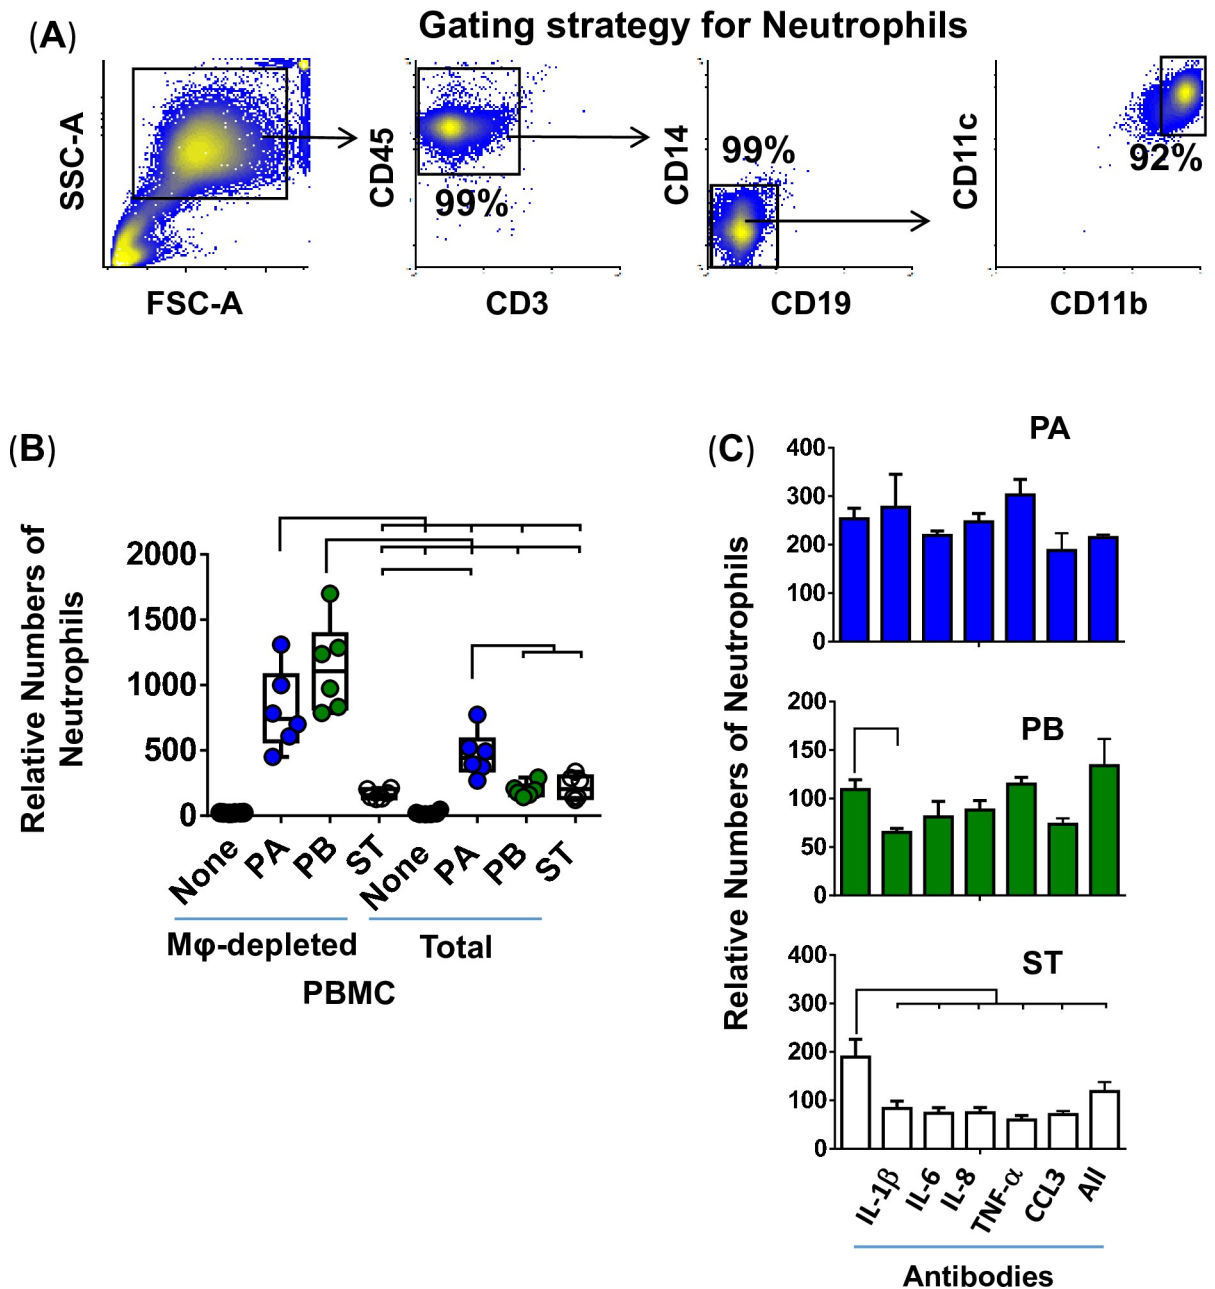 (A)
Gating strategy for Neutrophils
SSC-A
FSC-A
CD45
99%
CD3
CD14
99%
CD19
CD11c
92%
CD11b
(B)
Relative Numbers of
Neutrophils
2000
1500
1000
500
0
None
PA
PB
ST
None
PA
PB
ST
Mφ-depleted
Total
PBMC
(C)
Relative Numbers of Neutrophils
PA
400
300
200
100
0
PB
200
150
100
50
0
ST
400
300
200
100
0
IL-1β
IL-6
IL-8
TNF-α
CCL3
All
Antibodies